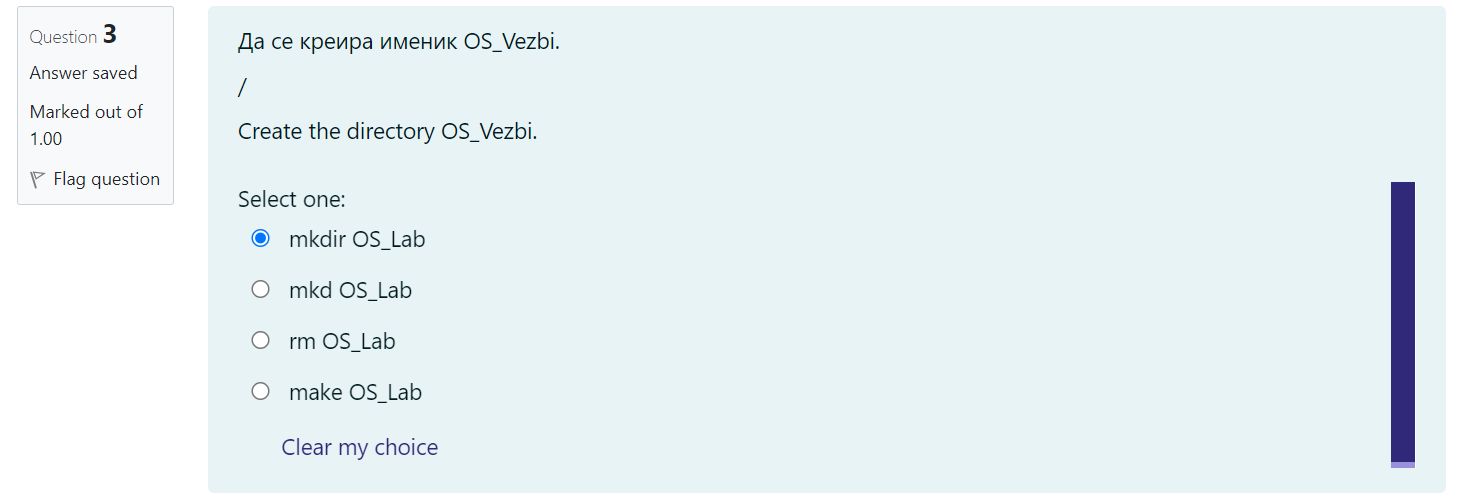 Question 3
Answer saved
Marked out of
1.00
Flag question
Да се креира именик OS_Vezbi.
/
Create the directory OS_Vezbi.
Select one:
mkdir OS_Lab
mkd OS_Lab
rm OS_Lab
make OS_Lab
Clear my choice